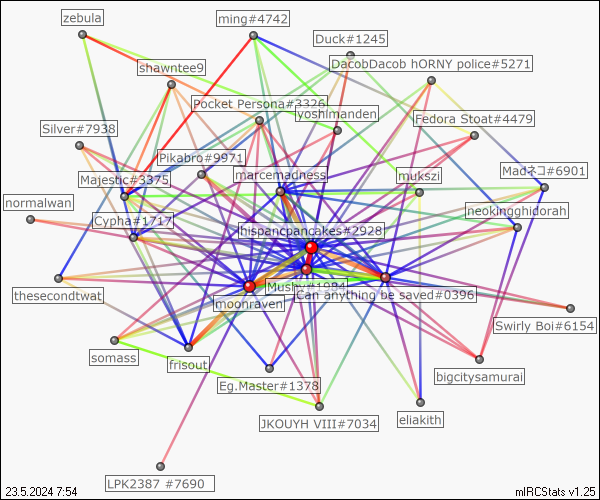 zebula
ming#4742
Duck#1245
DacobDacob hORNY police#5271
shawntee9
Pocket Persona#3326
lyoshimanden
Fedora Stoat#4479
Silver#7938
Pikabro#9971
Majestic#3375
marcemadness
mukszi
Madネコ#6901
normalwan
Cypha#1717
neokingghidorah
hispancpancakes#2928
thesecondtwat
Mushy#1984
Can anything be saved#0396
moonraven
Swirly Boi#6154
somass
frisout
Eg.Master#1378
bigcitysamurai
JKOUYH VIII#7034
eliakith
LPK2387 #7690
23.5.2024 7:54
mIRCStats v1.25